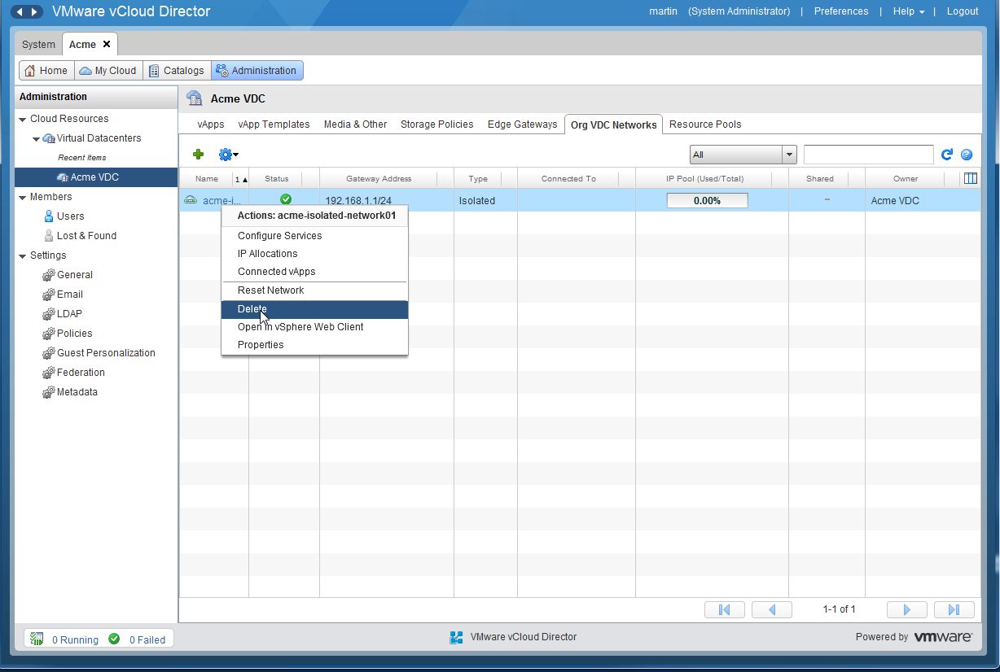 VMware vCloud Director
martin (System Administrator) | Preferences | Help | Logout
System Acme
Home My Cloud Catalogs Administration
Administration
Cloud Resources
Virtual Datacenters
Recent Items
Acme VDC
Members
Users
Lost & Found
Settings
General
Email
LDAP
Policies
Guest Personalization
Federation
Metadata
Acme VDC
vApps vApp Templates Media & Other Storage Policies Edge Gateways Org VDC Networks Resource Pools
All
Name 1 ▲ Status Gateway Address Type Connected To IP Pool (Used/Total) Shared Owner
acme-i... 192.168.1.1/24 Isolated 0.00% – Acme VDC
Actions: acme-isolated-network01
Configure Services
IP Allocations
Connected vApps
Reset Network
Delete
Open in vSphere Web Client
Properties
1-1 of 1
0 Running 0 Failed
VMware vCloud Director
Powered by vmware